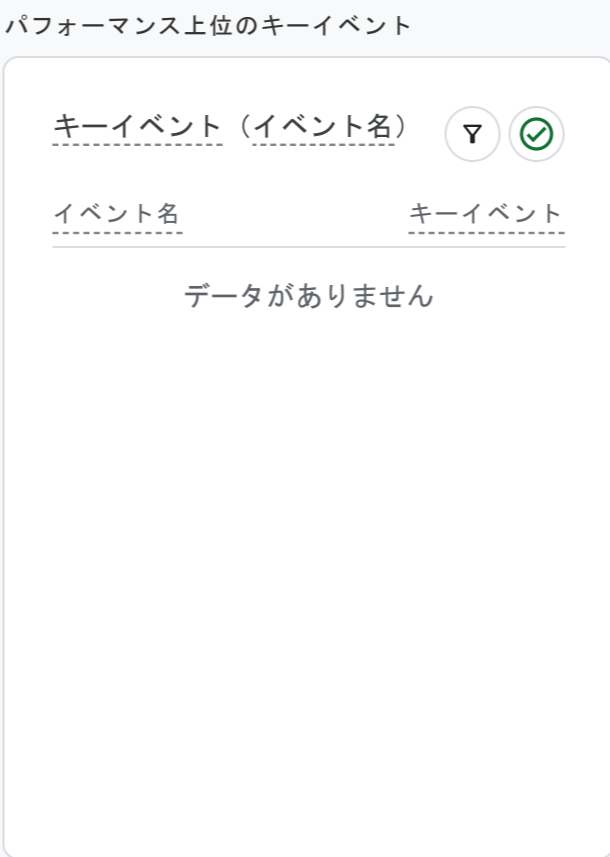 パフォーマンス上位のキーイベント
キーイベント（イベント名）
イベント名 キーイベント
データがありません